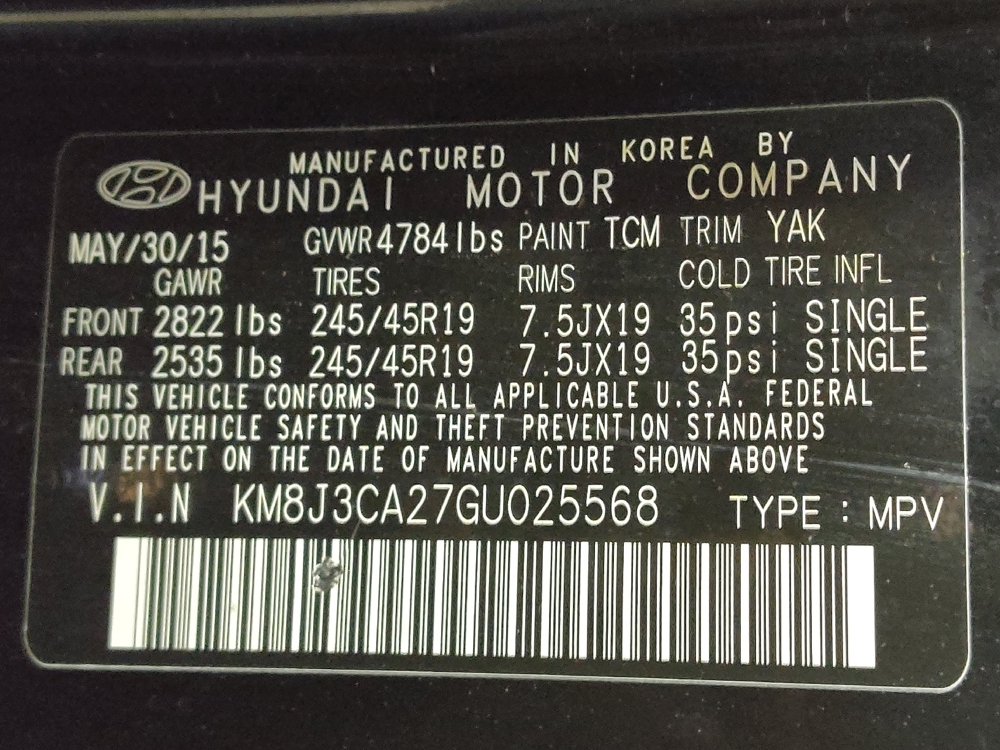 MANUFACTURED IN KOREA BY
HYUNDAI MOTOR COMPANY
MAY/30/15 GVWR 4784 lbs PAINT TCM TRIM YAK
GAWR TIRES RIMS COLD TIRE INFL
FRONT 2822 lbs 245/45R19 7.5JX19 35psi SINGLE
REAR 2535 lbs 245/45R19 7.5JX19 35psi SINGLE
THIS VEHICLE CONFORMS TO ALL APPLICABLE U.S.A. FEDERAL
MOTOR VEHICLE SAFETY AND THEFT PREVENTION STANDARDS
IN EFFECT ON THE DATE OF MANUFACTURE SHOWN ABOVE
V.I.N KM8J3CA27GU025568 TYPE : MPV